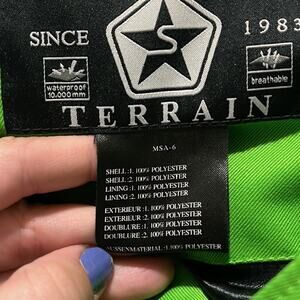 SINCE
1983
S
waterproof
10.000mm
breathable
TERRAIN
MSA-6
SHELL :1. 100% POLYESTER
SHELL :2. 100% POLYESTER
LINING :1. 100% POLYESTER
LINING :2. 100% POLYESTER
EXTERIEUR :1. 100% POLYESTER
EXTERIEUR :2. 100% POLYESTER
DOUBLURE :1. 100% POLYESTER
DOUBLURE :2. 100% POLYESTER
AUSSENMATERIAL :1. 100% POLYESTER